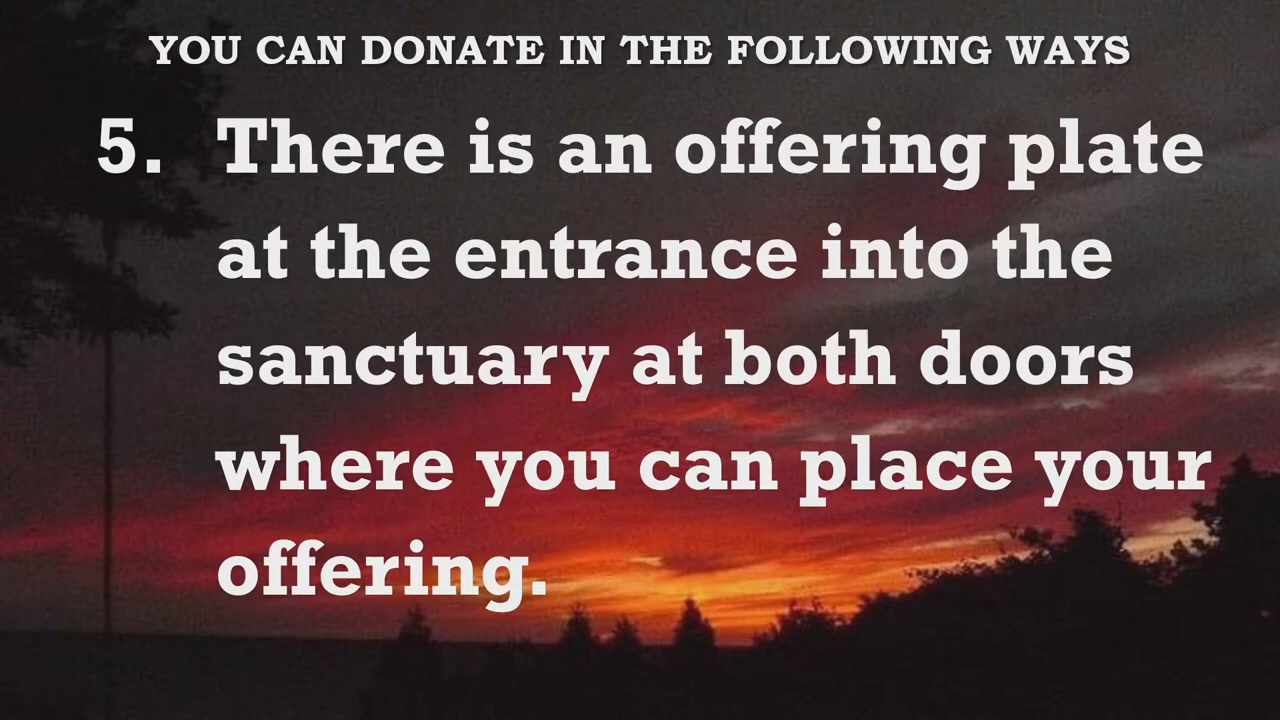 YOU CAN DONATE IN THE FOLLOWING WAYS
5. There is an offering plate
at the entrance into the
sanctuary at both doors
where you can place your
offering.